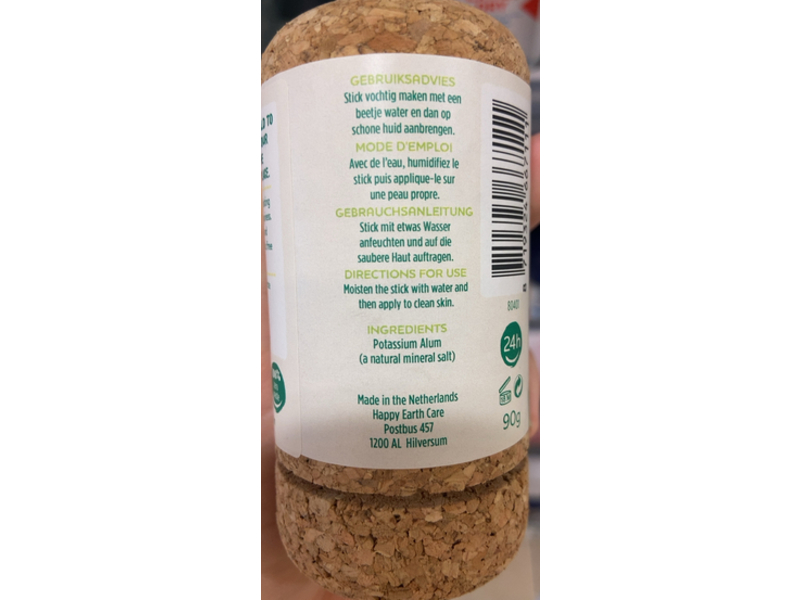 GEBRUIKSADVIES
Stick vochtig maken met een
beetje water en dan op
schone huid aanbrengen.
MODE D'EMPLOI
Avec de l'eau, humidifiez le
stick puis applique-le sur
une peau propre.
GEBRAUCHSANLEITUNG
Stick mit etwas Wasser
anfeuchten und auf die
saubere Haut auftragen.
DIRECTIONS FOR USE
Moisten the stick with water and
then apply to clean skin.
INGREDIENTS
Potassium Alum
(a natural mineral salt)
Made in the Netherlands
Happy Earth Care
Postbus 457
1200 AL Hilversum
24h
90g